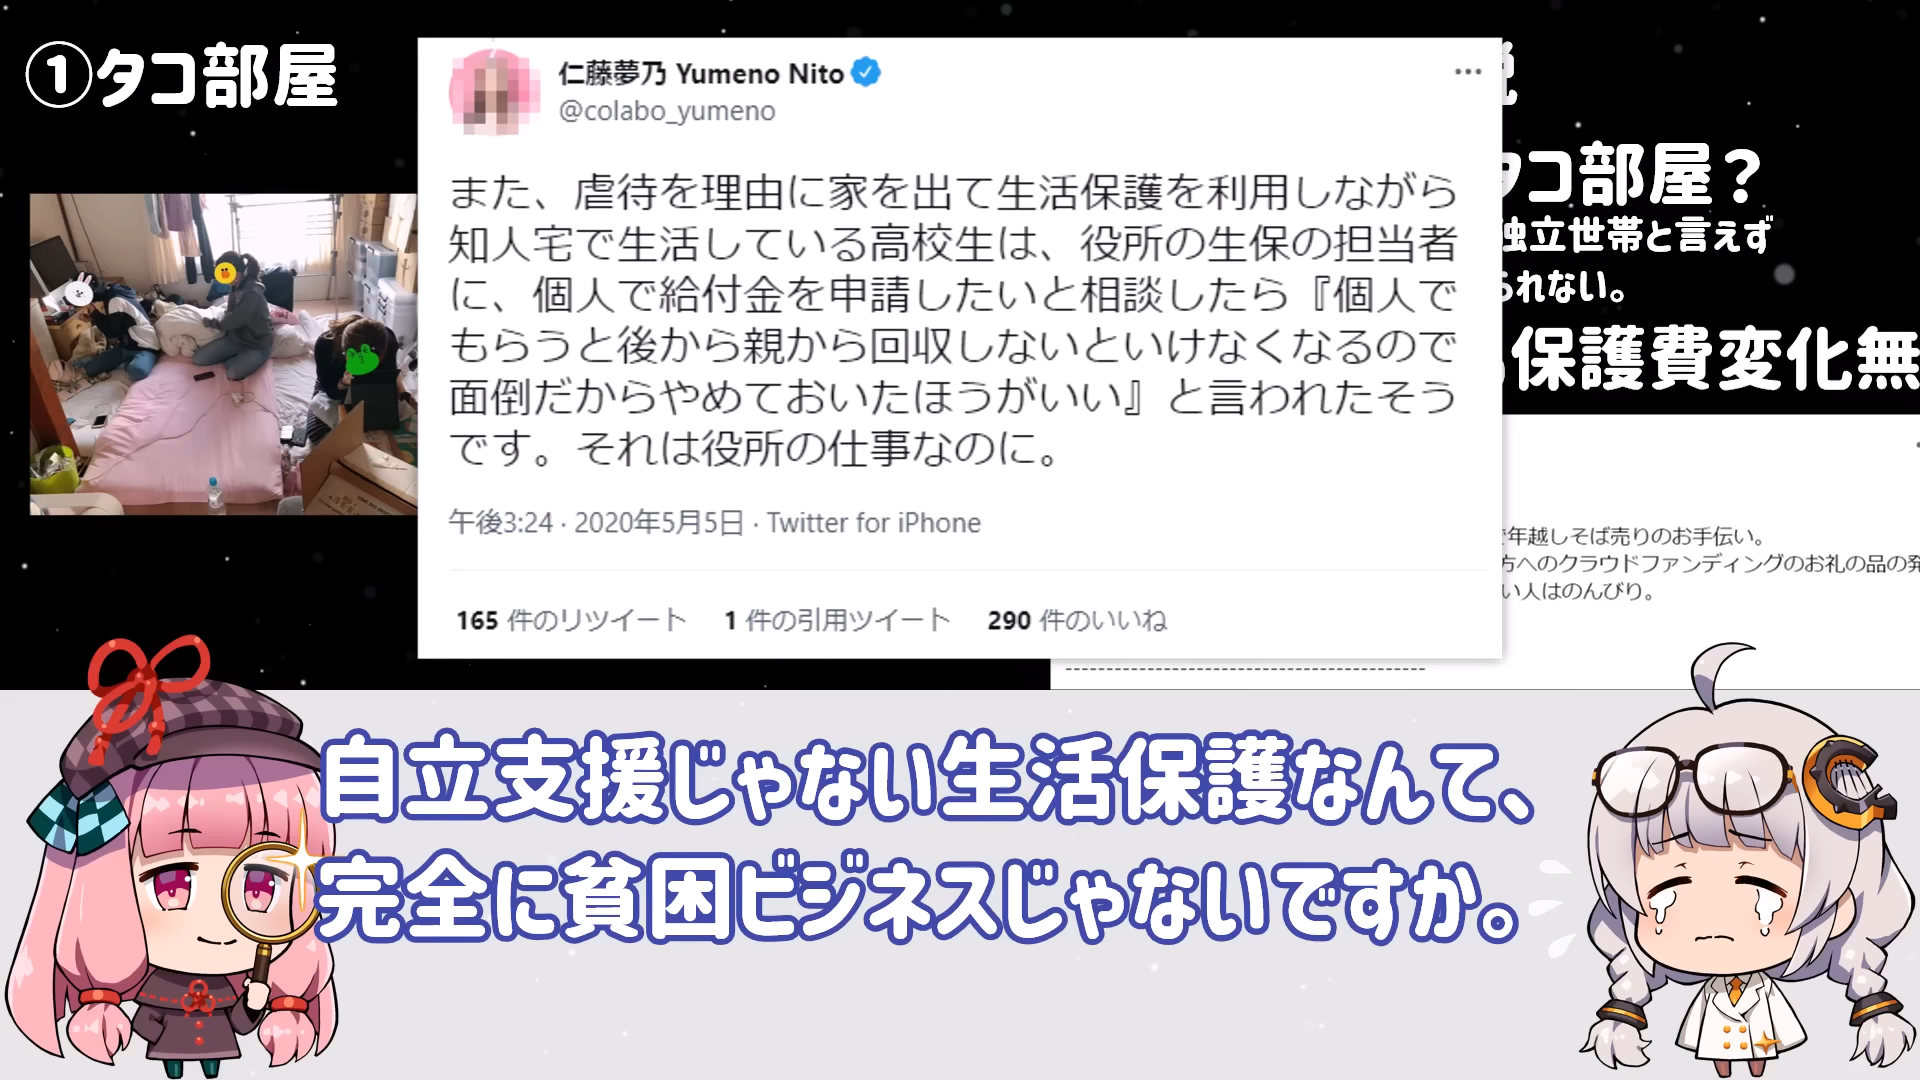 ①タコ部屋
仁藤夢乃 Yumeno Nito
@colabo_yumeno
また、虐待を理由に家を出て生活保護を利用しながら
知人宅で生活している高校生は、役所の生保の担当者
に、個人で給付金を申請したいと相談したら『個人で
もらうと後から親から回収しないといけなくなるので
面倒だからやめておいたほうがいい』と言われたそう
です。それは役所の仕事なのに。
午後3:24 · 2020年5月5日 · Twitter for iPhone
165 件のリツイート 1 件の引用ツイート 290 件のいいね
タコ部屋？
独立世帯と言えず
られない。
保護費変化無
年越しそば売りのお手伝い。
方へのクラウドファンディングのお礼の品の発
い人はのんびり。
--------------------------------------------
自立支援じゃない生活保護なんて、
完全に貧困ビジネスじゃないですか。